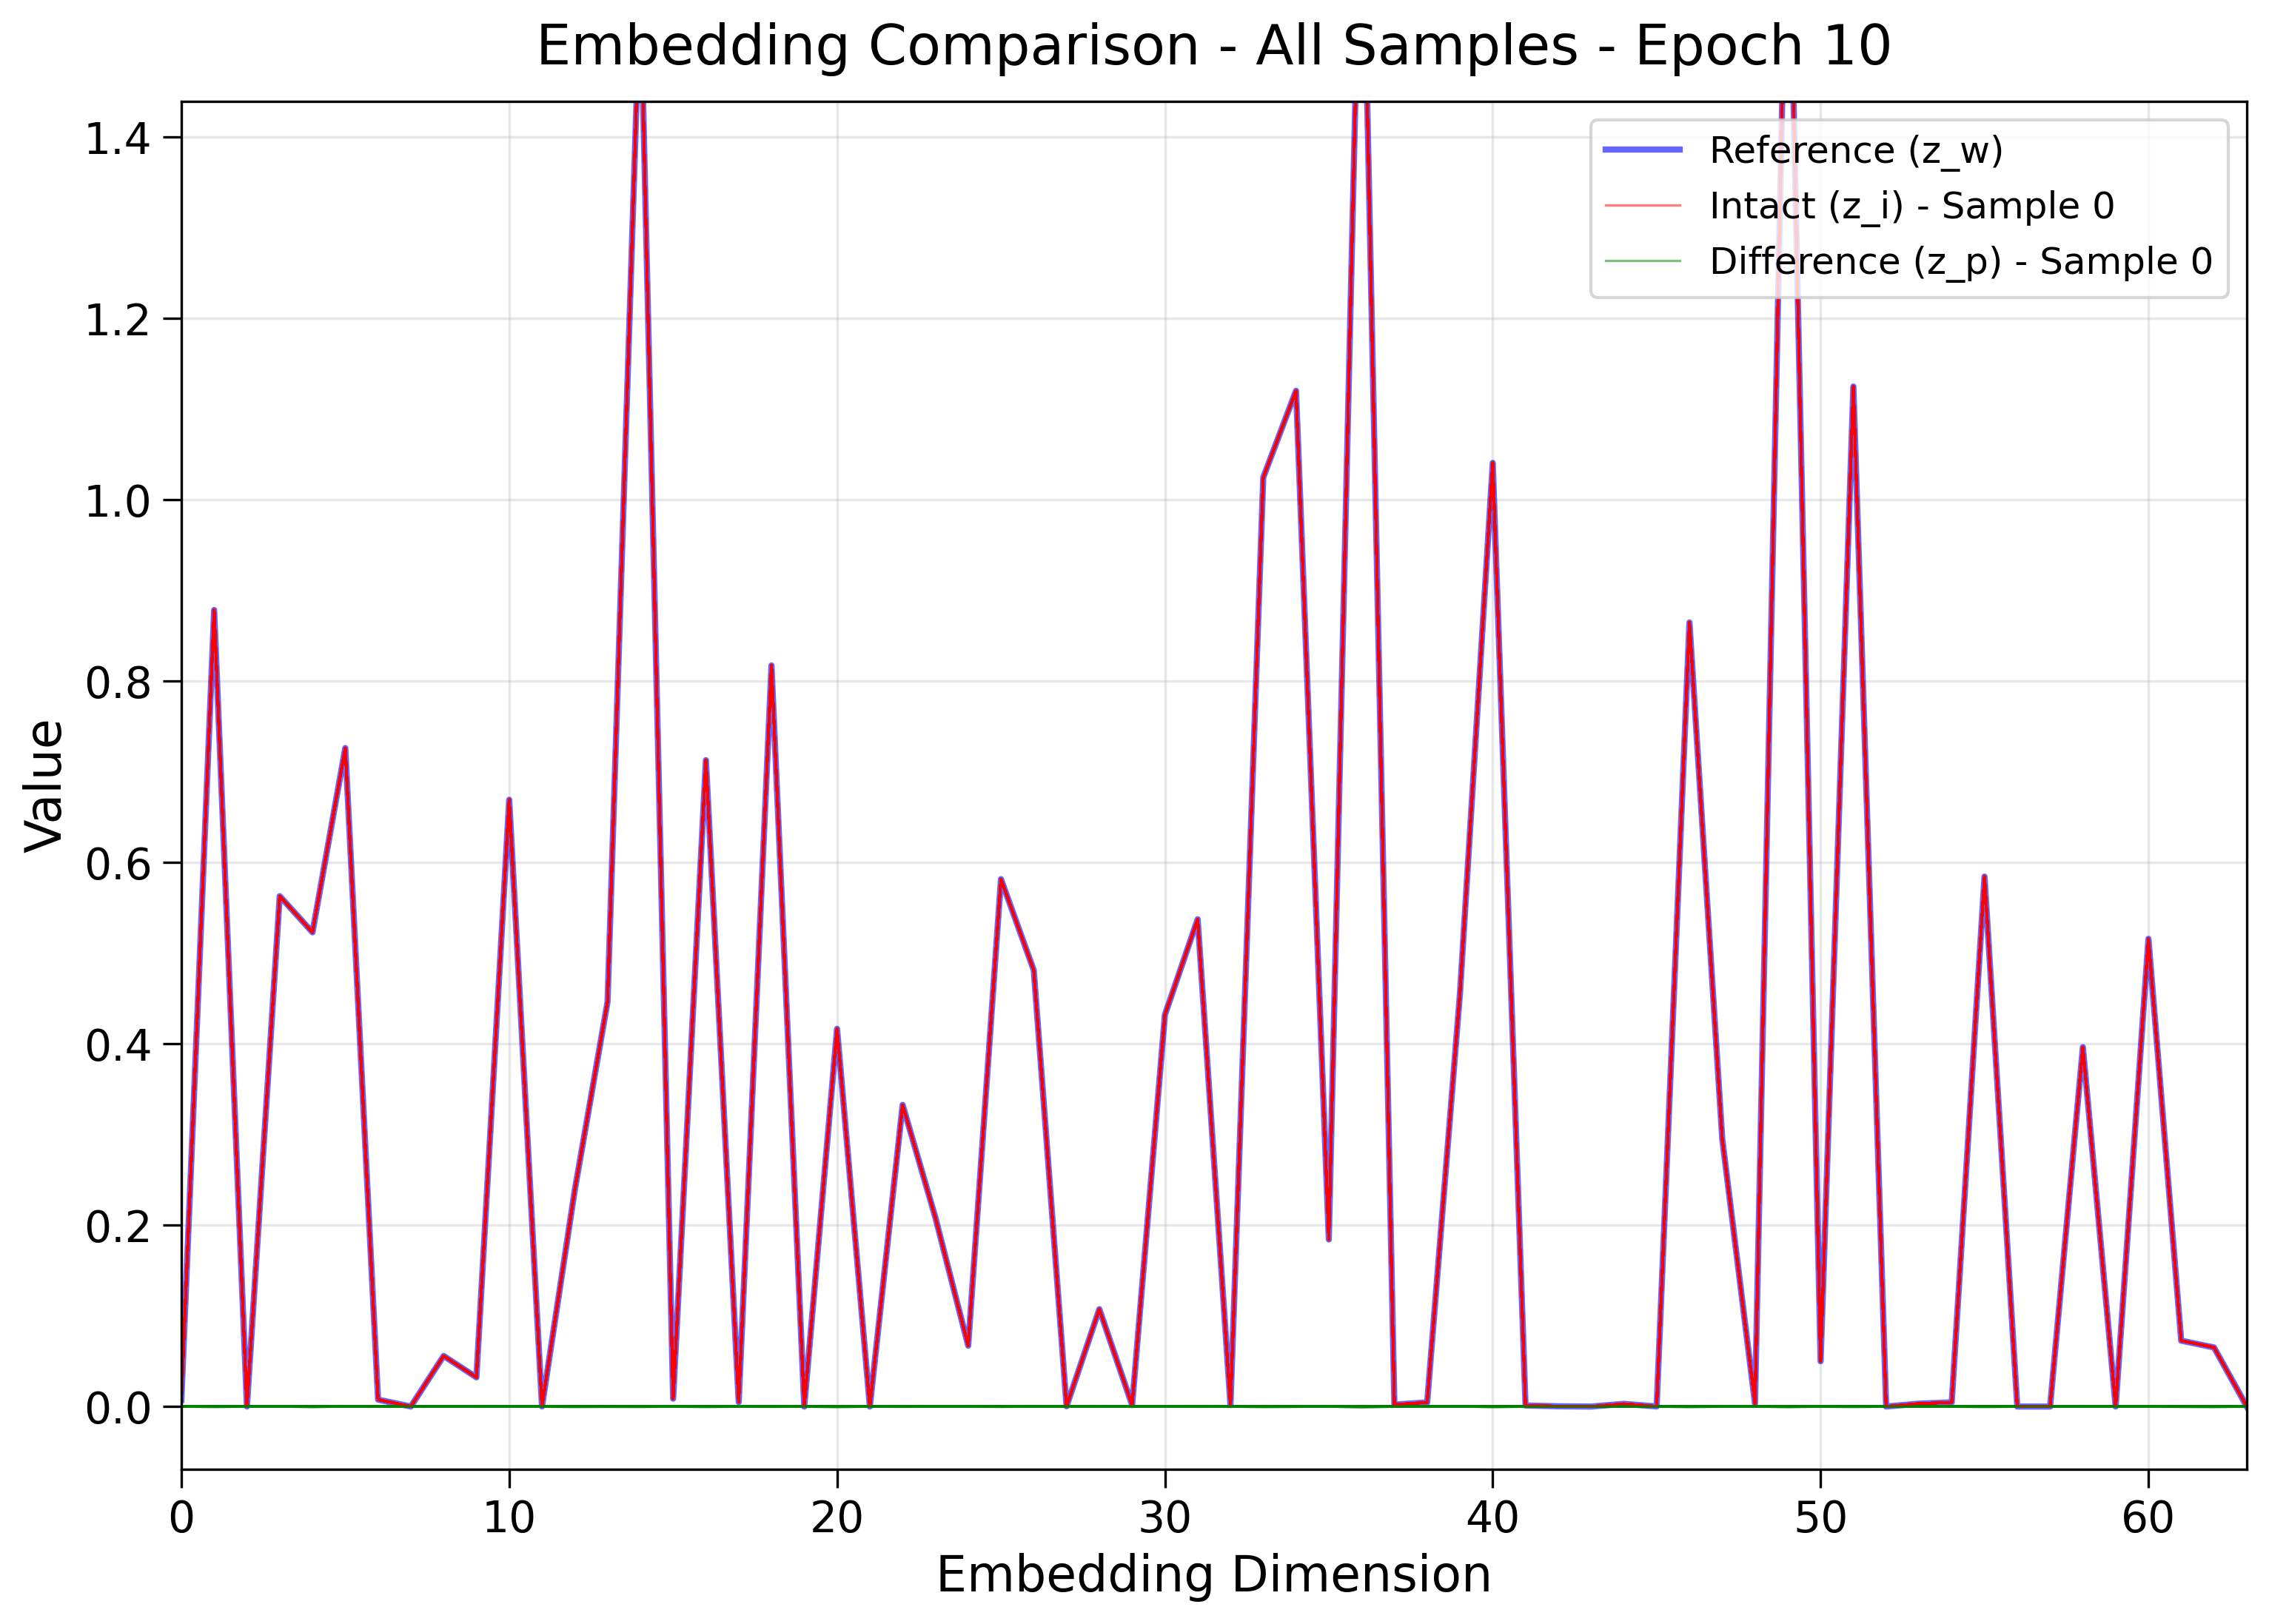 Embedding Comparison - All Samples - Epoch 10
Reference (z_w)
Intact (z_i) - Sample 0
Difference (z_p) - Sample 0
1.4
1.2
1.0
0.8
0.6
0.4
0.2
0.0
Value
0 10 20 30 40 50 60
Embedding Dimension